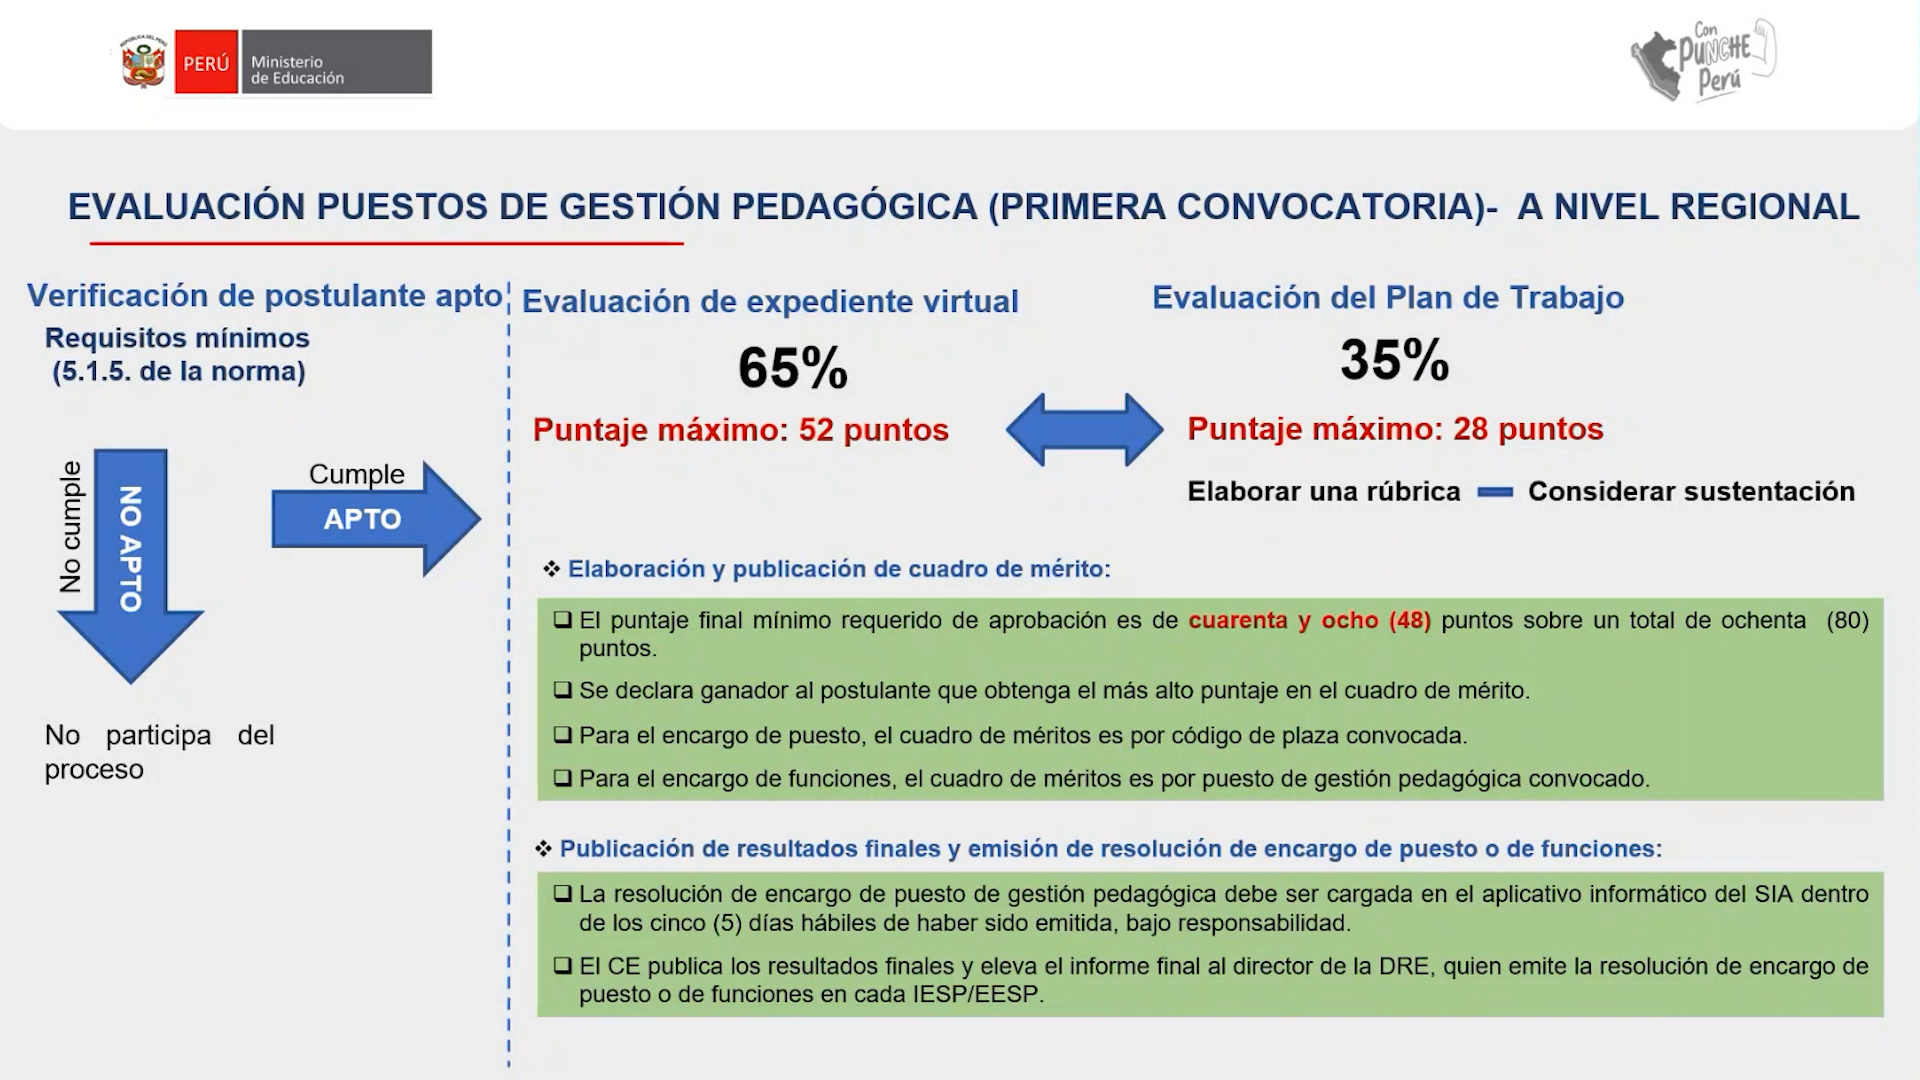 PERÚ
Ministerio
de Educación
Con
PUNCHE
Perú
EVALUACIÓN PUESTOS DE GESTIÓN PEDAGÓGICA (PRIMERA CONVOCATORIA)- A NIVEL REGIONAL
Verificación de postulante apto
Requisitos mínimos
(5.1.5. de la norma)
No cumple
NO APTO
Cumple
APTO
No participa del
proceso
Evaluación de expediente virtual
65%
Puntaje máximo: 52 puntos
Evaluación del Plan de Trabajo
35%
Puntaje máximo: 28 puntos
Elaborar una rúbrica
Considerar sustentación
Elaboración y publicación de cuadro de mérito:
El puntaje final mínimo requerido de aprobación es de cuarenta y ocho (48) puntos sobre un total de ochenta (80)
puntos.
Se declara ganador al postulante que obtenga el más alto puntaje en el cuadro de mérito.
Para el encargo de puesto, el cuadro de méritos es por código de plaza convocada.
Para el encargo de funciones, el cuadro de méritos es por puesto de gestión pedagógica convocado.
Publicación de resultados finales y emisión de resolución de encargo de puesto o de funciones:
La resolución de encargo de puesto de gestión pedagógica debe ser cargada en el aplicativo informático del SIA dentro
de los cinco (5) días hábiles de haber sido emitida, bajo responsabilidad.
El CE publica los resultados finales y eleva el informe final al director de la DRE, quien emite la resolución de encargo de
puesto o de funciones en cada IESP/EESP.